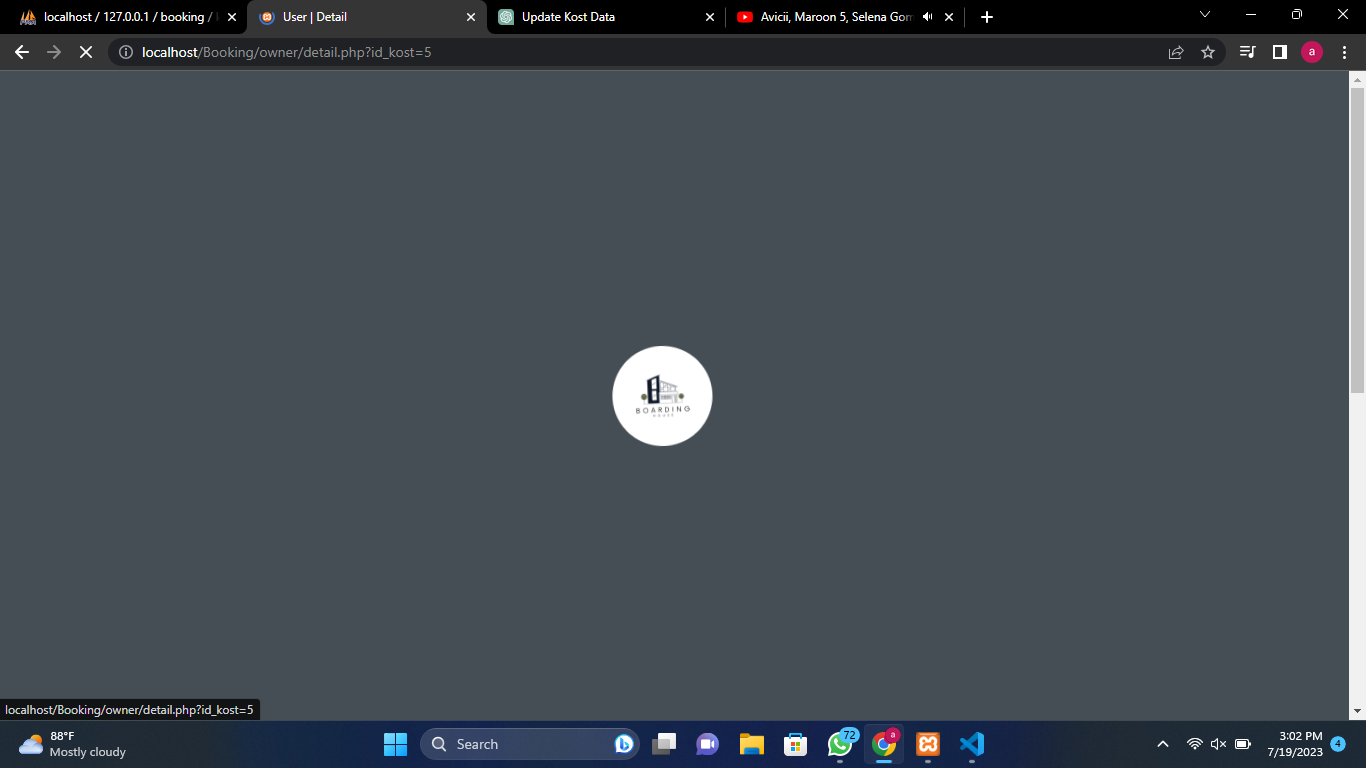 localhost / 127.0.0.1 / booking /
User | Detail
Update Kost Data
Avicii, Maroon 5, Selena Gom
localhost/Booking/owner/detail.php?id_kost=5
a
BOARDING
HOUSE
localhost/Booking/owner/detail.php?id_kost=5
88°F
Mostly cloudy
Search
72
a
3:02 PM
7/19/2023
4